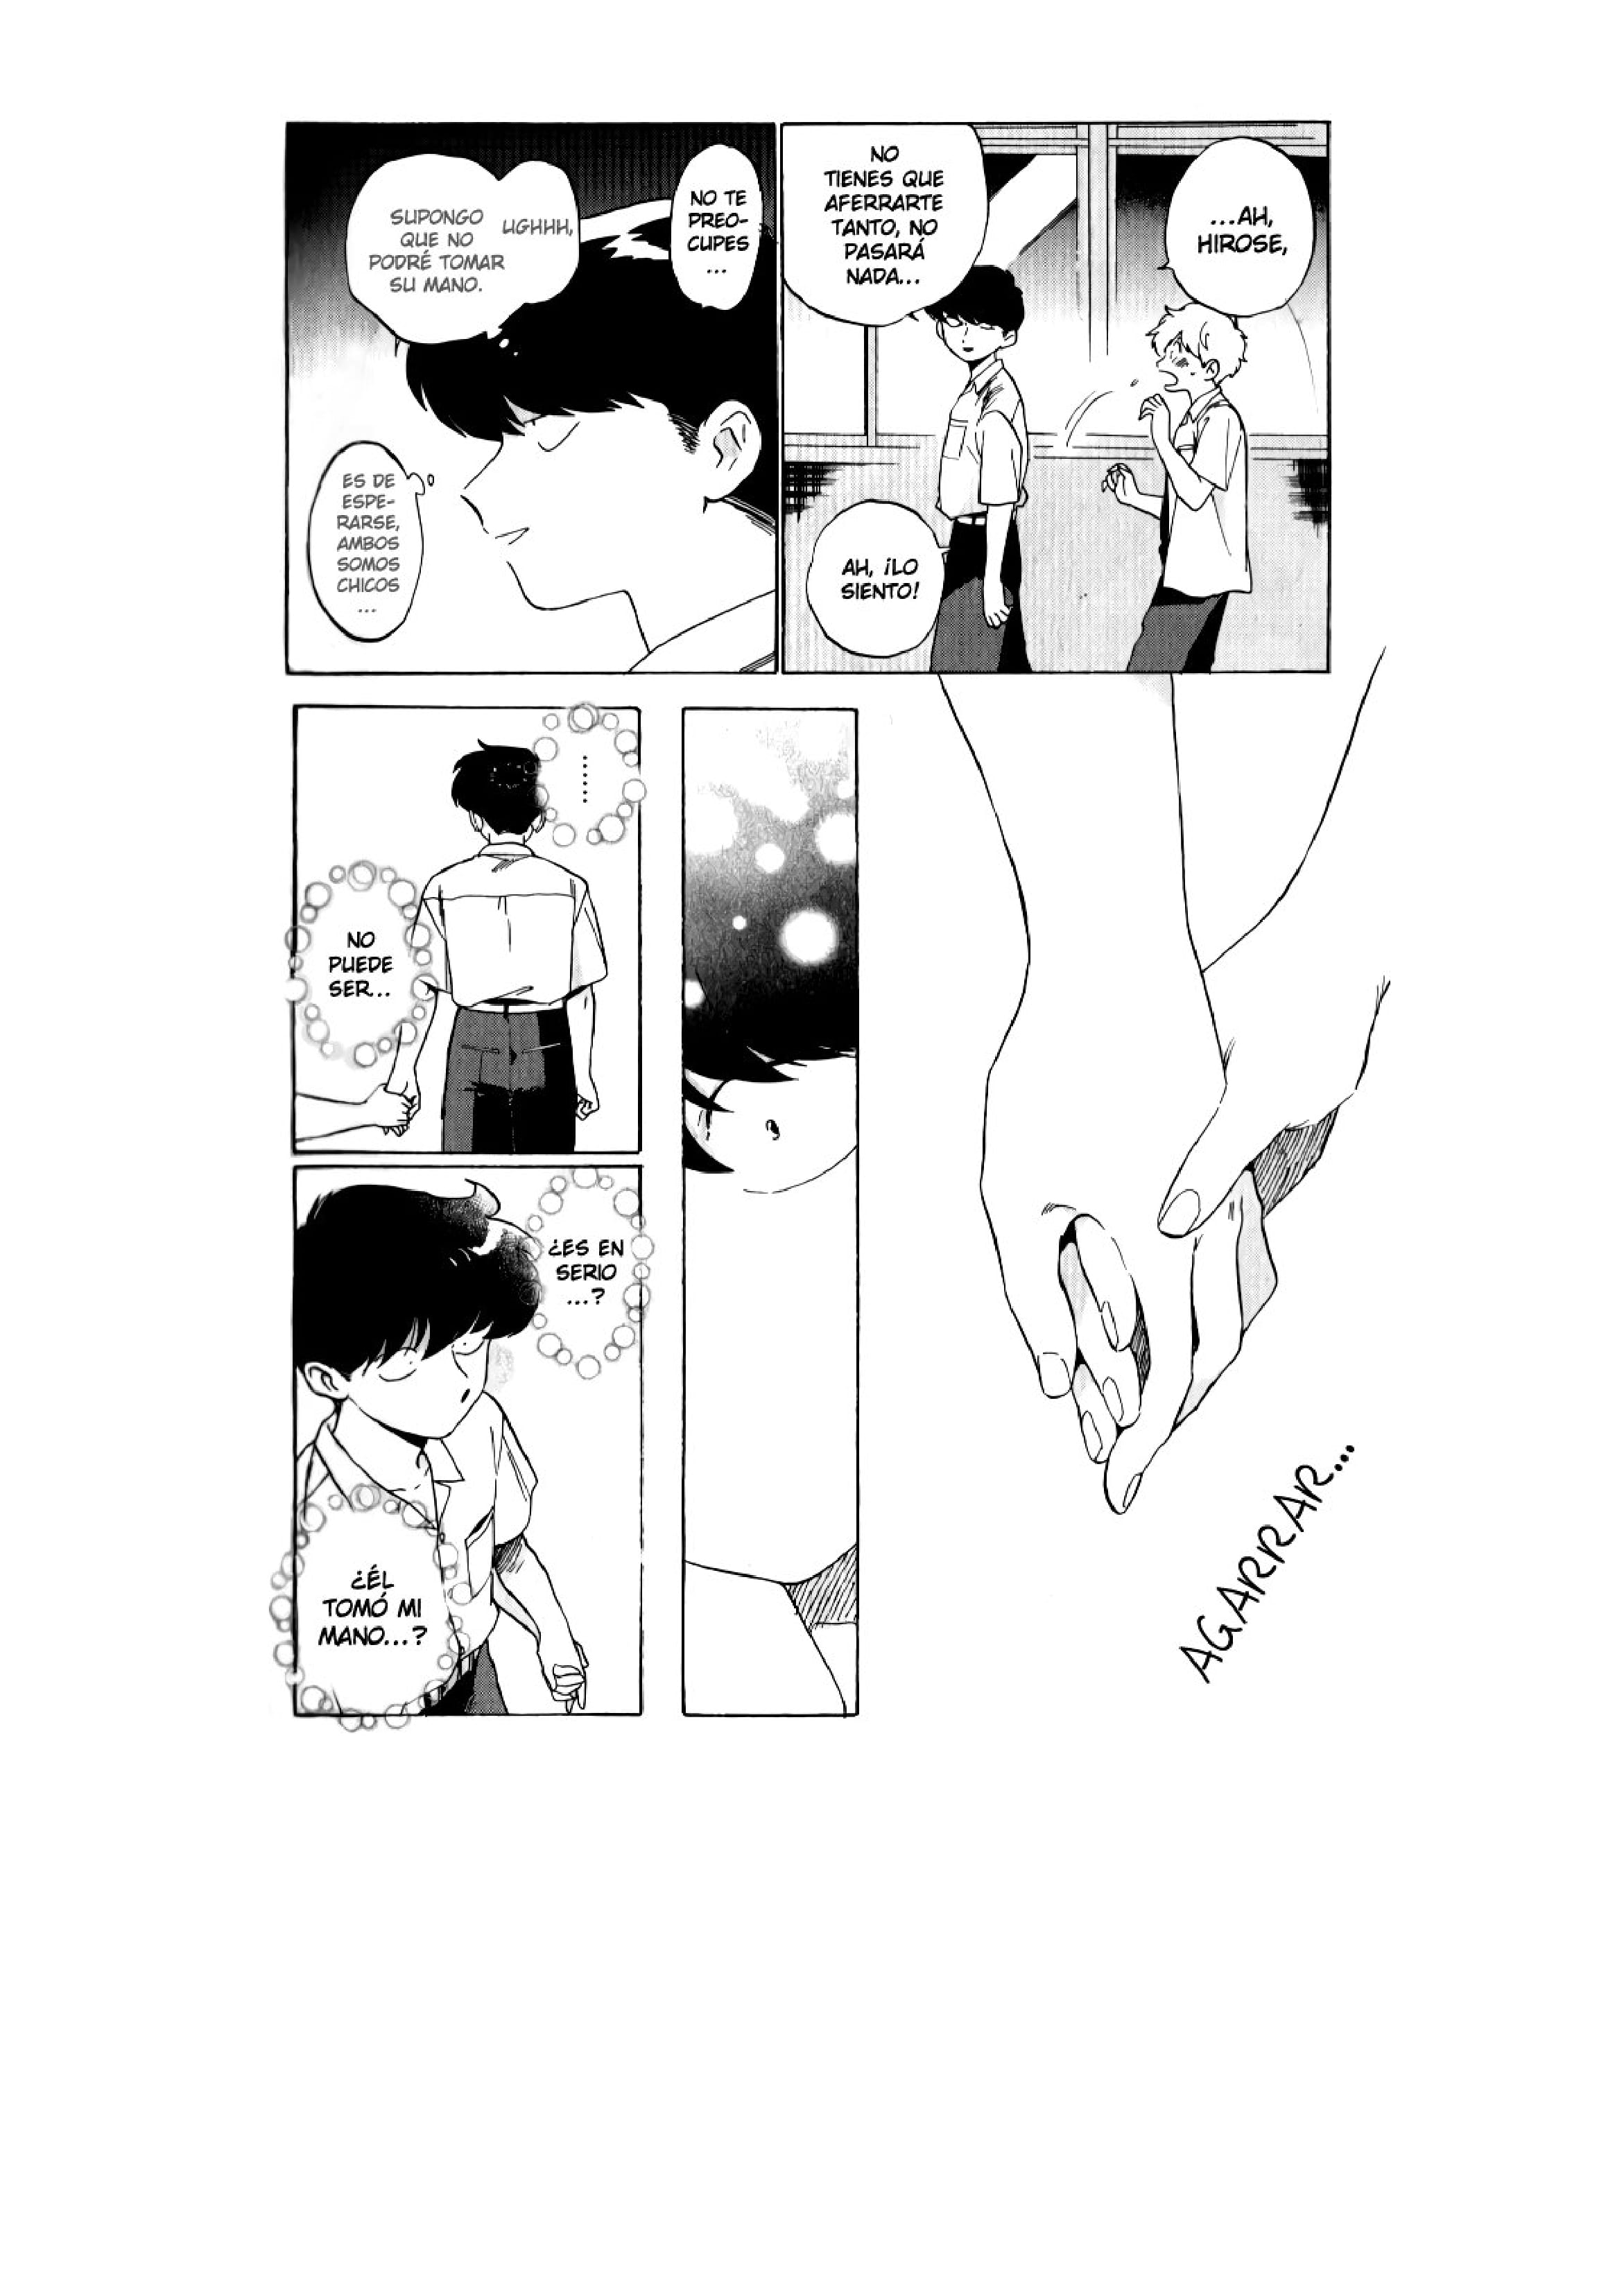 ...AH,
HIROSE,
NO
TIENES QUE
AFERRARTE
TANTO, NO
PASARÁ
NADA...
AH, ¡LO
SIENTO!
NO TE
PREO-
CUPES
...
UGHHH,
SUPONGO
QUE NO
PODRÉ TOMAR
SU MANO.
ES DE
ESPE-
RARSE,
AMBOS
SOMOS
CHICOS
...
AGARRAR...
......
NO
PUEDE
SER...
¿ES EN
SERIO
...?
¿ÉL
TOMÓ MI
MANO...?